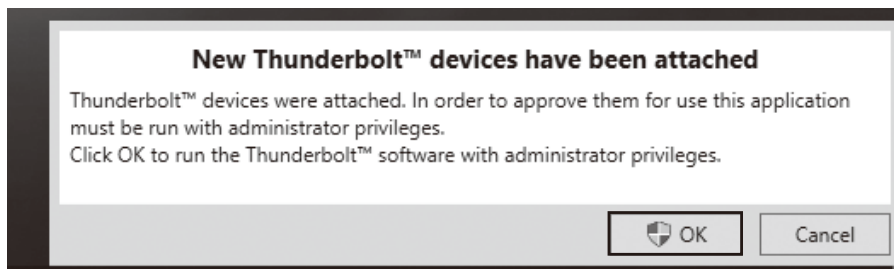 New Thunderbolt™ devices have been attached
Thunderbolt™ devices were attached. In order to approve them for use this application
must be run with administrator privileges.
Click OK to run the Thunderbolt™ software with administrator privileges.
OK
Cancel